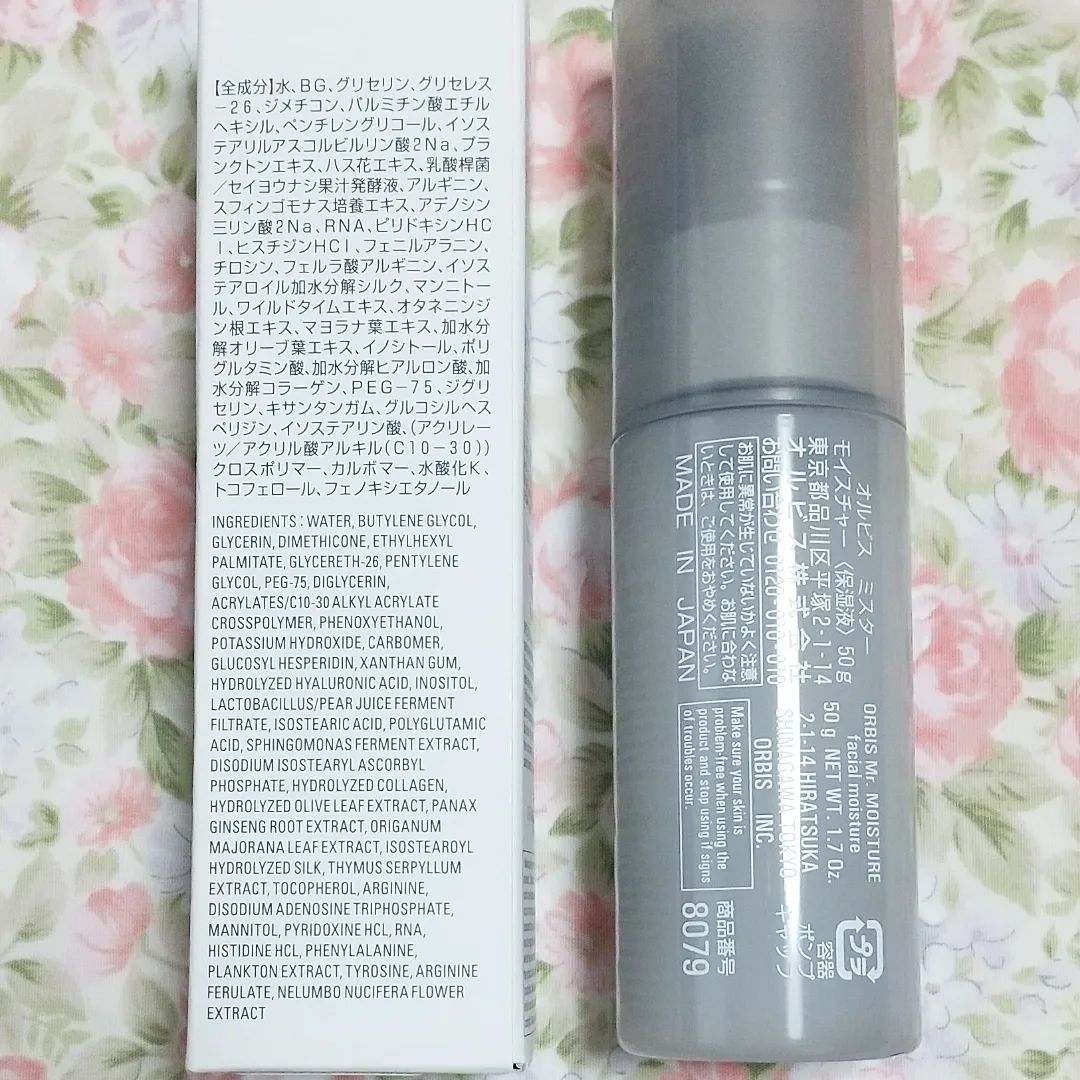 【全成分】水、BG、グリセリン、グリセレス
－26、ジメチコン、パルミチン酸エチル
ヘキシル、ペンチレングリコール、イソス
テアリルアスコルビルリン酸2Na、プラ
ンクトンエキス、ハス花エキス、乳酸桿菌
／セイヨウナシ果汁発酵液、アルギニン、
スフィンゴモナス培養エキス、アデノシン
三リン酸2Na、RNA、ピリドキシンHC
l、ヒスチジンHCl、フェニルアラニン、
チロシン、フェルラ酸アルギニン、イソス
テアロイル加水分解シルク、マンニトー
ル、ワイルドタイムエキス、オタネニンジ
ン根エキス、マヨラナ葉エキス、加水分
解オリーブ葉エキス、イノシトール、ポリ
グルタミン酸、加水分解ヒアルロン酸、加
水分解コラーゲン、PEG－75、ジグリ
セリン、キサンタンガム、グルコシルヘス
ペリジン、イソステアリン酸、（アクリレー
ツ／アクリル酸アルキル（C10－30））
クロスポリマー、カルボマー、水酸化K、
トコフェロール、フェノキシエタノール
INGREDIENTS : WATER, BUTYLENE GLYCOL,
GLYCERIN, DIMETHICONE, ETHYLHEXYL
PALMITATE, GLYCERETH-26, PENTYLENE
GLYCOL, PEG-75, DIGLYCERIN,
ACRYLATES/C10-30 ALKYL ACRYLATE
CROSSPOLYMER, PHENOXYETHANOL,
POTASSIUM HYDROXIDE, CARBOMER,
GLUCOSYL HESPERIDIN, XANTHAN GUM,
HYDROLYZED HYALURONIC ACID, INOSITOL,
LACTOBACILLUS/PEAR JUICE FERMENT
FILTRATE, ISOSTEARIC ACID, POLYGLUTAMIC
ACID, SPHINGOMONAS FERMENT EXTRACT,
DISODIUM ISOSTEARYL ASCORBYL
PHOSPHATE, HYDROLYZED COLLAGEN,
HYDROLYZED OLIVE LEAF EXTRACT, PANAX
GINSENG ROOT EXTRACT, ORIGANUM
MAJORANA LEAF EXTRACT, ISOSTEAROYL
HYDROLYZED SILK, THYMUS SERPYLLUM
EXTRACT, TOCOPHEROL, ARGININE,
DISODIUM ADENOSINE TRIPHOSPHATE,
MANNITOL, PYRIDOXINE HCL, RNA,
HISTIDINE HCL, PHENYLALANINE,
PLANKTON EXTRACT, TYROSINE, ARGININE
FERULATE, NELUMBO NUCIFERA FLOWER
EXTRACT
オルビス ミスター
モイスチャー〈保湿液〉50g
東京都品川区平塚2-1-14
オルビス株式会社
お問い合わせ 0120-010-010
お肌に異常が生じていないかよく注意
して使用してください。お肌に合わな
いときは、ご使用をおやめください。
MADE IN JAPAN
ORBIS Mr. MOISTURE
facial moisture
50g NET WT. 1.7 Oz.
2-1-14 HIRATSUKA
SHINAGAWA TOKYO
ORBIS INC.
Make sure your skin is
problem-free when using the
product and stop using if signs
of troubles occur.
プラ
容器
ポンプ
キャップ
商品番号
8079